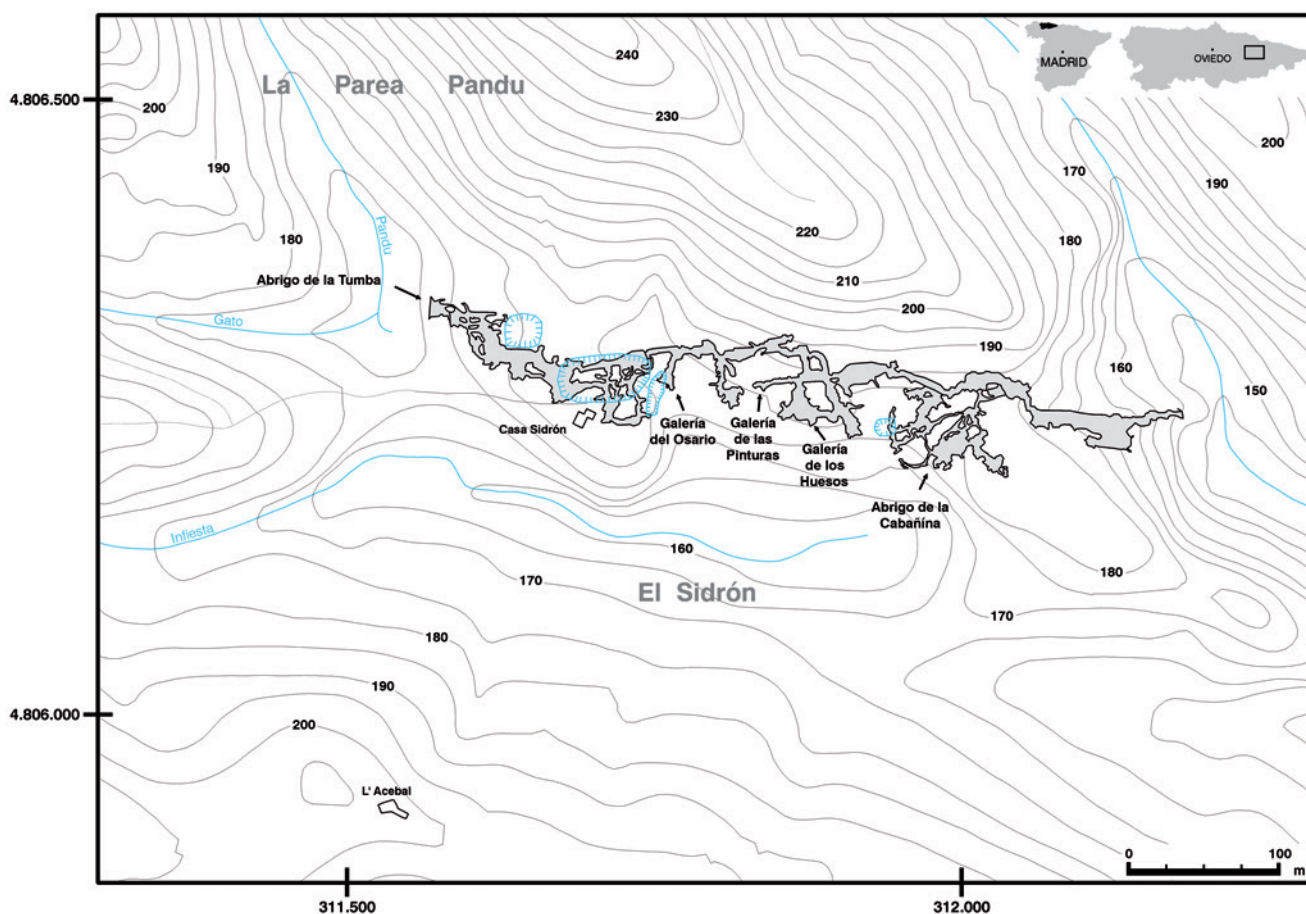 240
MADRID
OVIEDO
La Parea Pandu
4.806.500
200
230
200
170
190
190
Pandu
180
220
180
Abrigo de la Tumba
210
200
Gato
190
160
150
Casa Sidrón
Galería
del Osario
Galería
de las
Pinturas
Galería
de los
Huesos
Abrigo de la
Cabañína
Infiesta
160
180
170
El Sidrón
170
180
190
4.806.000
200
L' Acebal
0
100
m
311.500
312.000